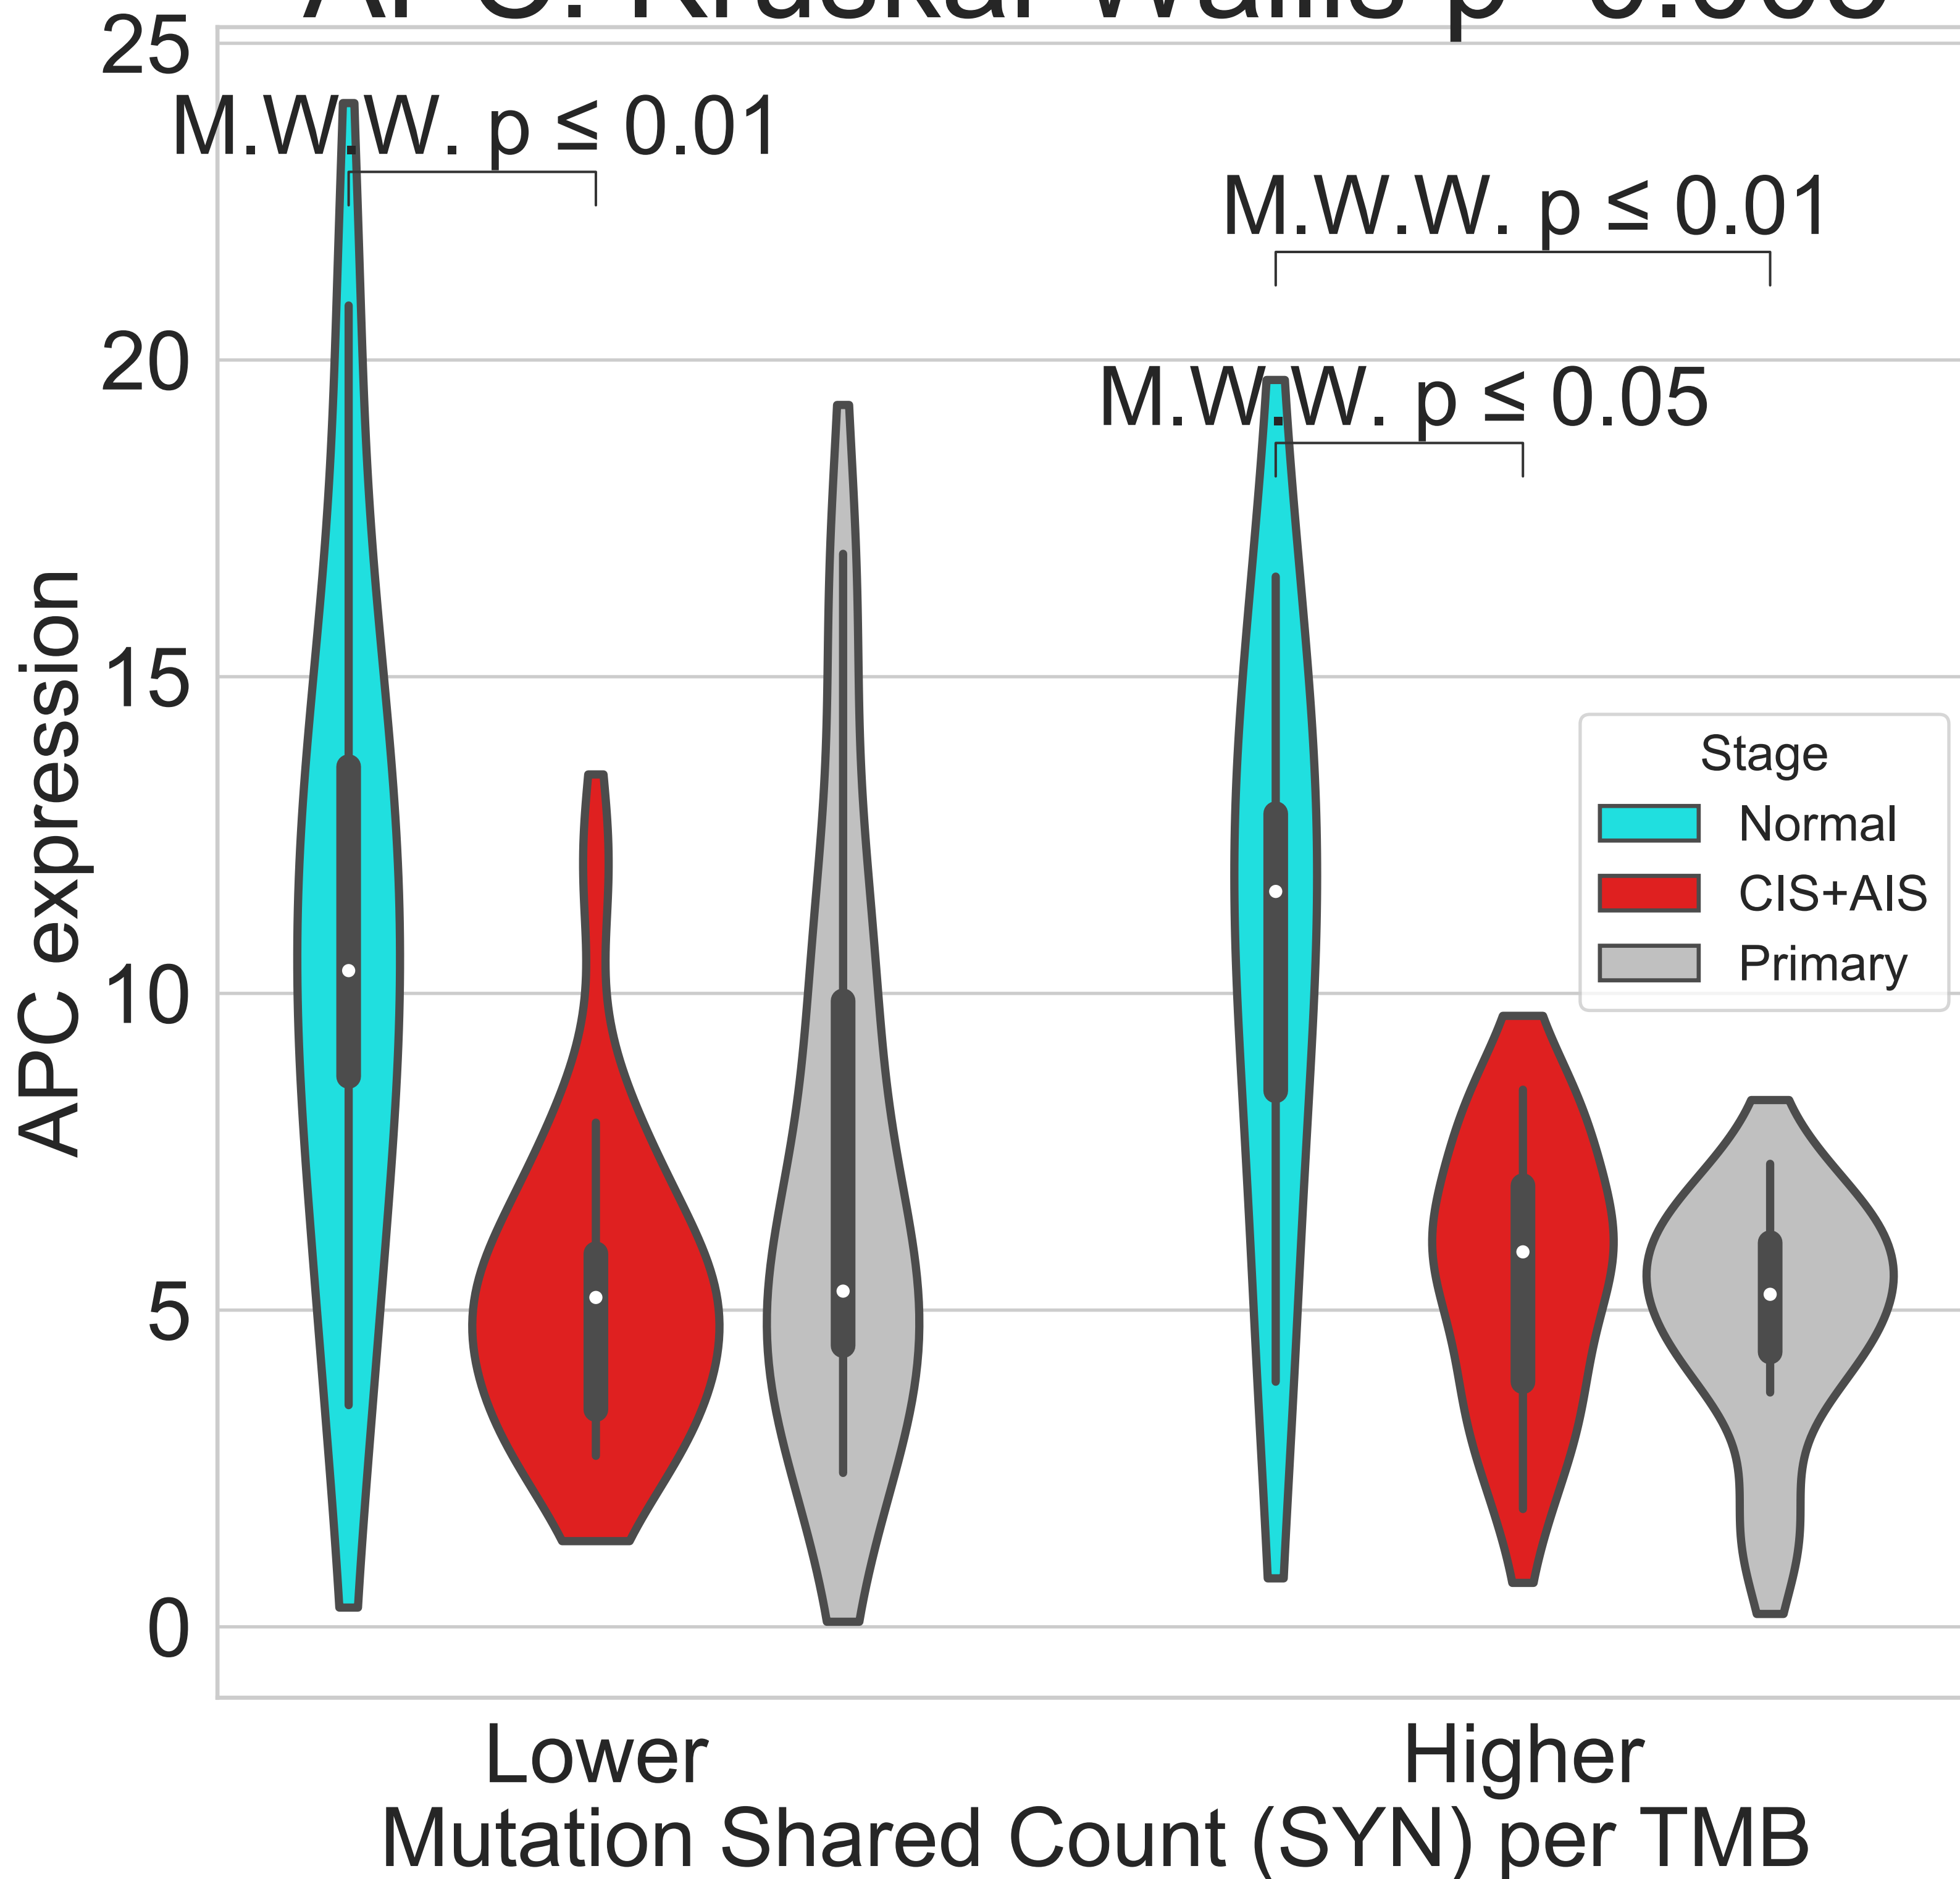 25
M.W.W. p ≤ 0.01
M.W.W. p ≤ 0.01
20
M.W.W. p ≤ 0.05
15
10
5
0
APC expression
Stage
Normal
CIS+AIS
Primary
Lower
Higher
Mutation Shared Count (SYN) per TMB